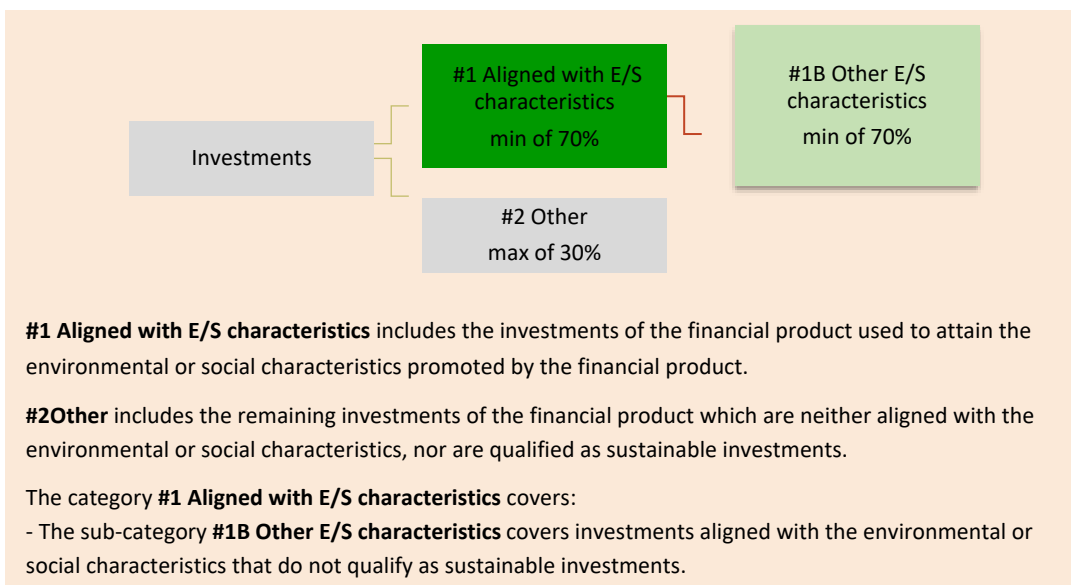 #1 Aligned with E/S
characteristics
min of 70%
#1B Other E/S
characteristics
min of 70%
Investments
#2 Other
max of 30%
#1 Aligned with E/S characteristics includes the investments of the financial product used to attain the
environmental or social characteristics promoted by the financial product.
#2Other includes the remaining investments of the financial product which are neither aligned with the
environmental or social characteristics, nor are qualified as sustainable investments.
The category #1 Aligned with E/S characteristics covers:
- The sub-category #1B Other E/S characteristics covers investments aligned with the environmental or
social characteristics that do not qualify as sustainable investments.